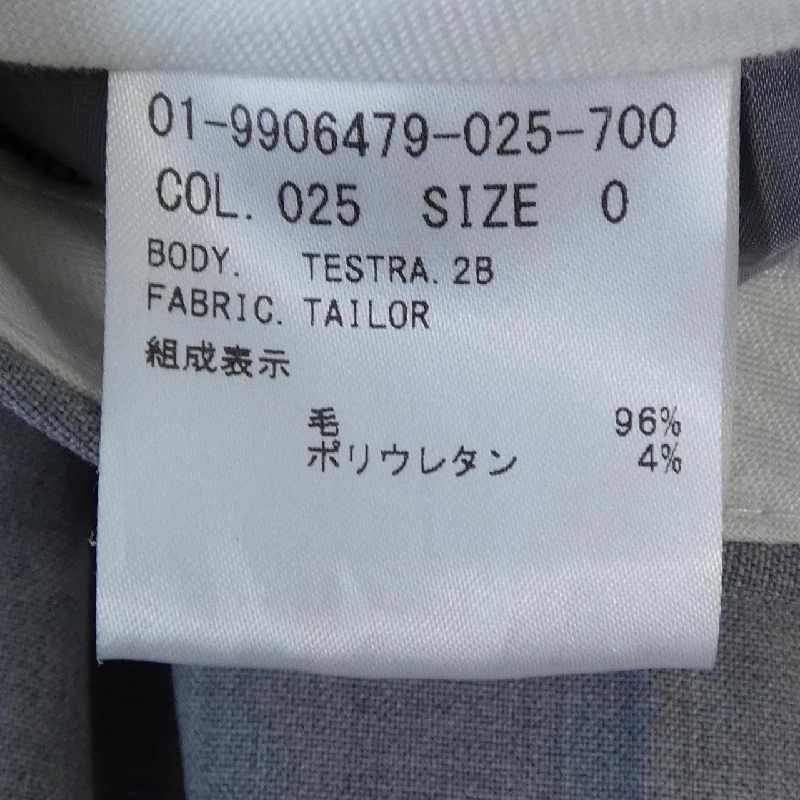 01-9906479-025-700
COL. 025 SIZE 0
BODY. TESTRA. 2B
FABRIC. TAILOR
組成表示
毛 96%
ポリウレタン 4%